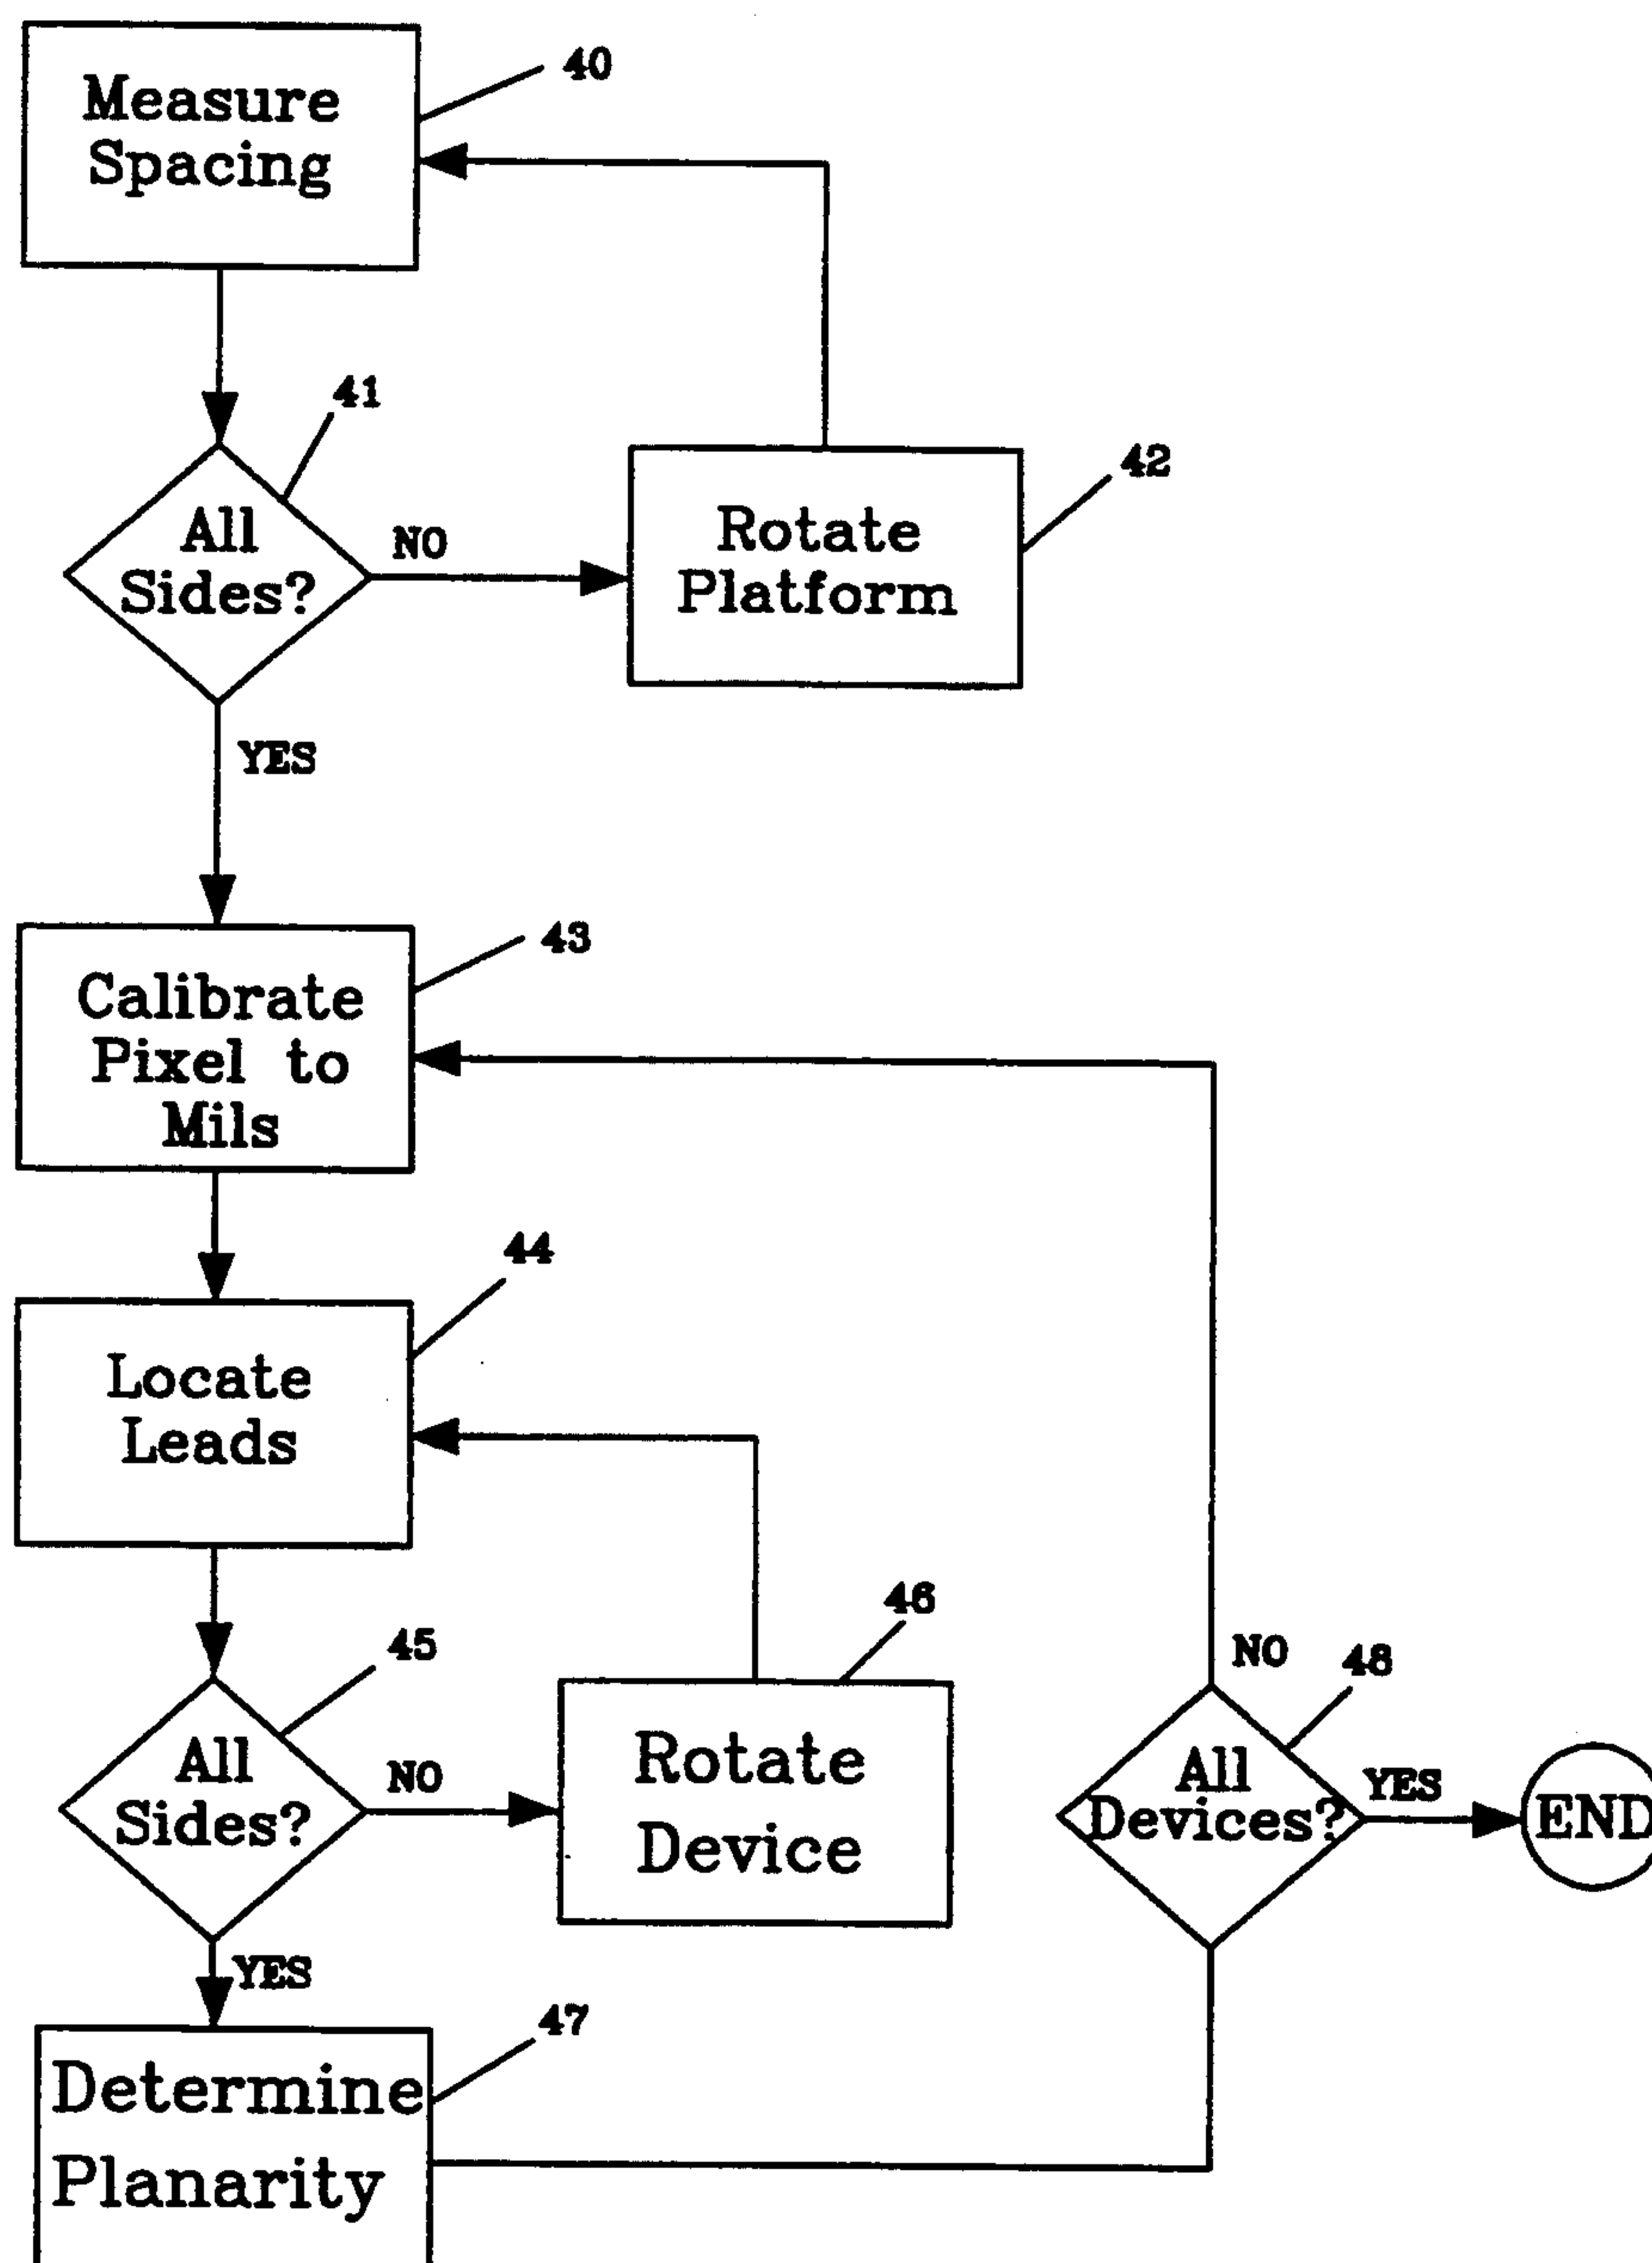 Measure
Spacing
40
41
All
Sides?
NO
Rotate
Platform
42
YES
Calibrate
Pixel to
Mils
43
Locate
Leads
44
45
All
Sides?
NO
Rotate
Device
46
NO
48
All
Devices?
YES
END
YES
Determine
Planarity
47